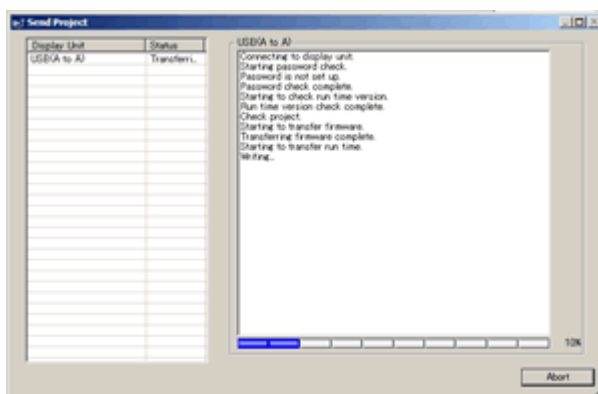 Send Project
Display Unit Status
USB(A to A) Transferri..
USB(A to A)
Connecting to display unit.
Starting password check.
Password is not set up.
Password check complete.
Starting to check run time version.
Run time version check complete.
Check project.
Starting to transfer firmware.
Transferring firmware complete.
Starting to transfer run time.
Writing...
10%
Abort